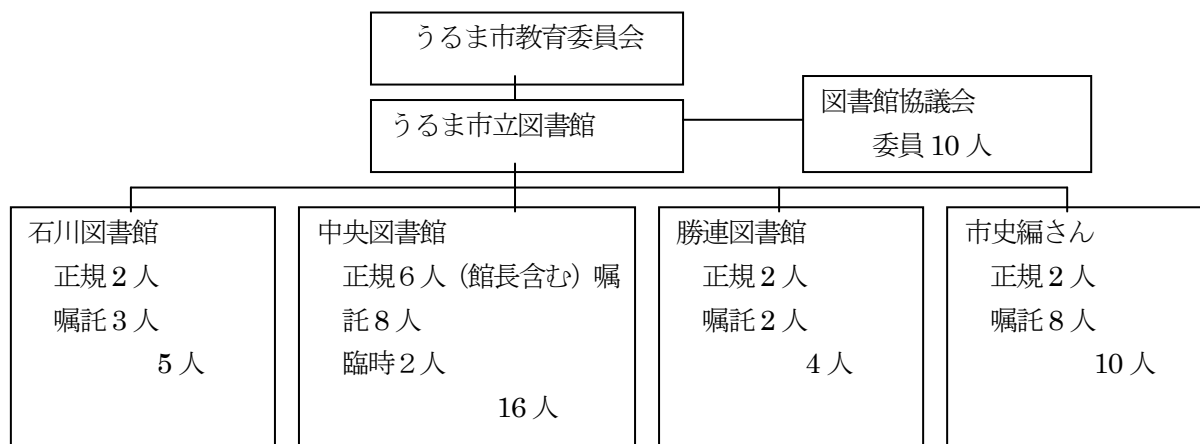 うるま市教育委員会
うるま市立図書館
図書館協議会
委員 10 人
石川図書館
正規 2 人
嘱託 3 人
5 人
中央図書館
正規６人（館長含む）嘱
託 8 人
臨時２人
16 人
勝連図書館
正規 2 人
嘱託 2 人
4 人
市史編さん
正規 2 人
嘱託 8 人
10 人